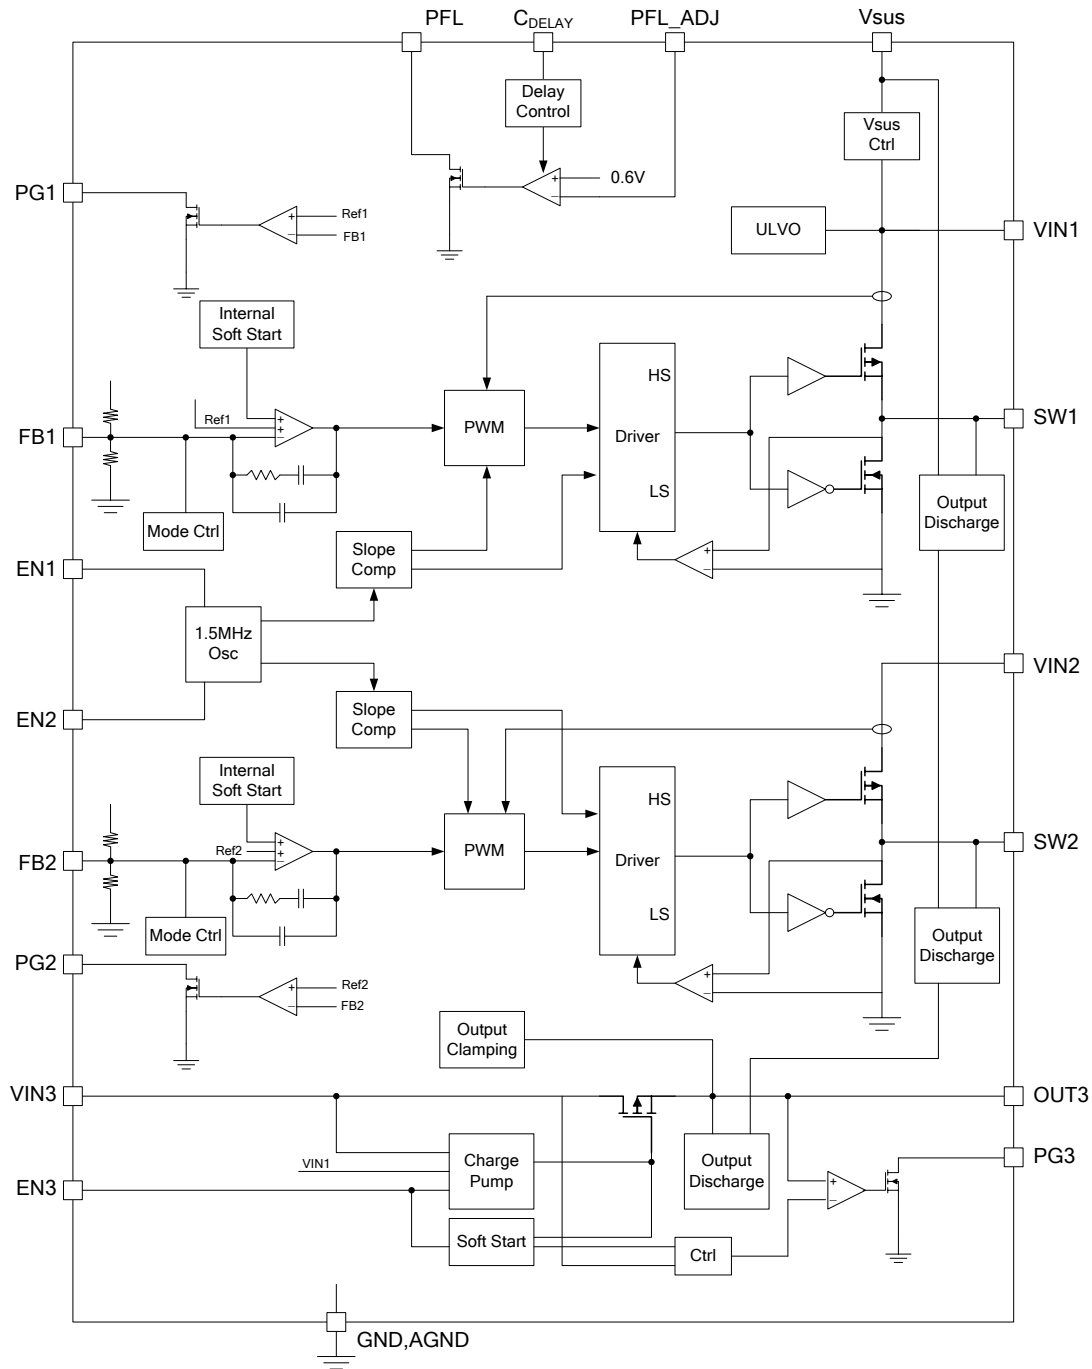 PFL
CDELAY
PFL_ADJ
Vsus
Delay
Control
Vsus
Ctrl
PG1
0.6V
Ref1
FB1
ULVO
VIN1
Internal
Soft Start
HS
Ref1
FB1
PWM
Driver
SW1
LS
Mode Ctrl
Output
Discharge
EN1
Slope
Comp
1.5MHz
Osc
VIN2
EN2
Slope
Comp
Internal
Soft Start
HS
Ref2
FB2
PWM
Driver
SW2
LS
Mode Ctrl
Output
Discharge
PG2
Ref2
FB2
Output
Clamping
VIN3
OUT3
VIN1
Charge
Pump
Output
Discharge
PG3
EN3
Soft Start
Ctrl
GND,AGND